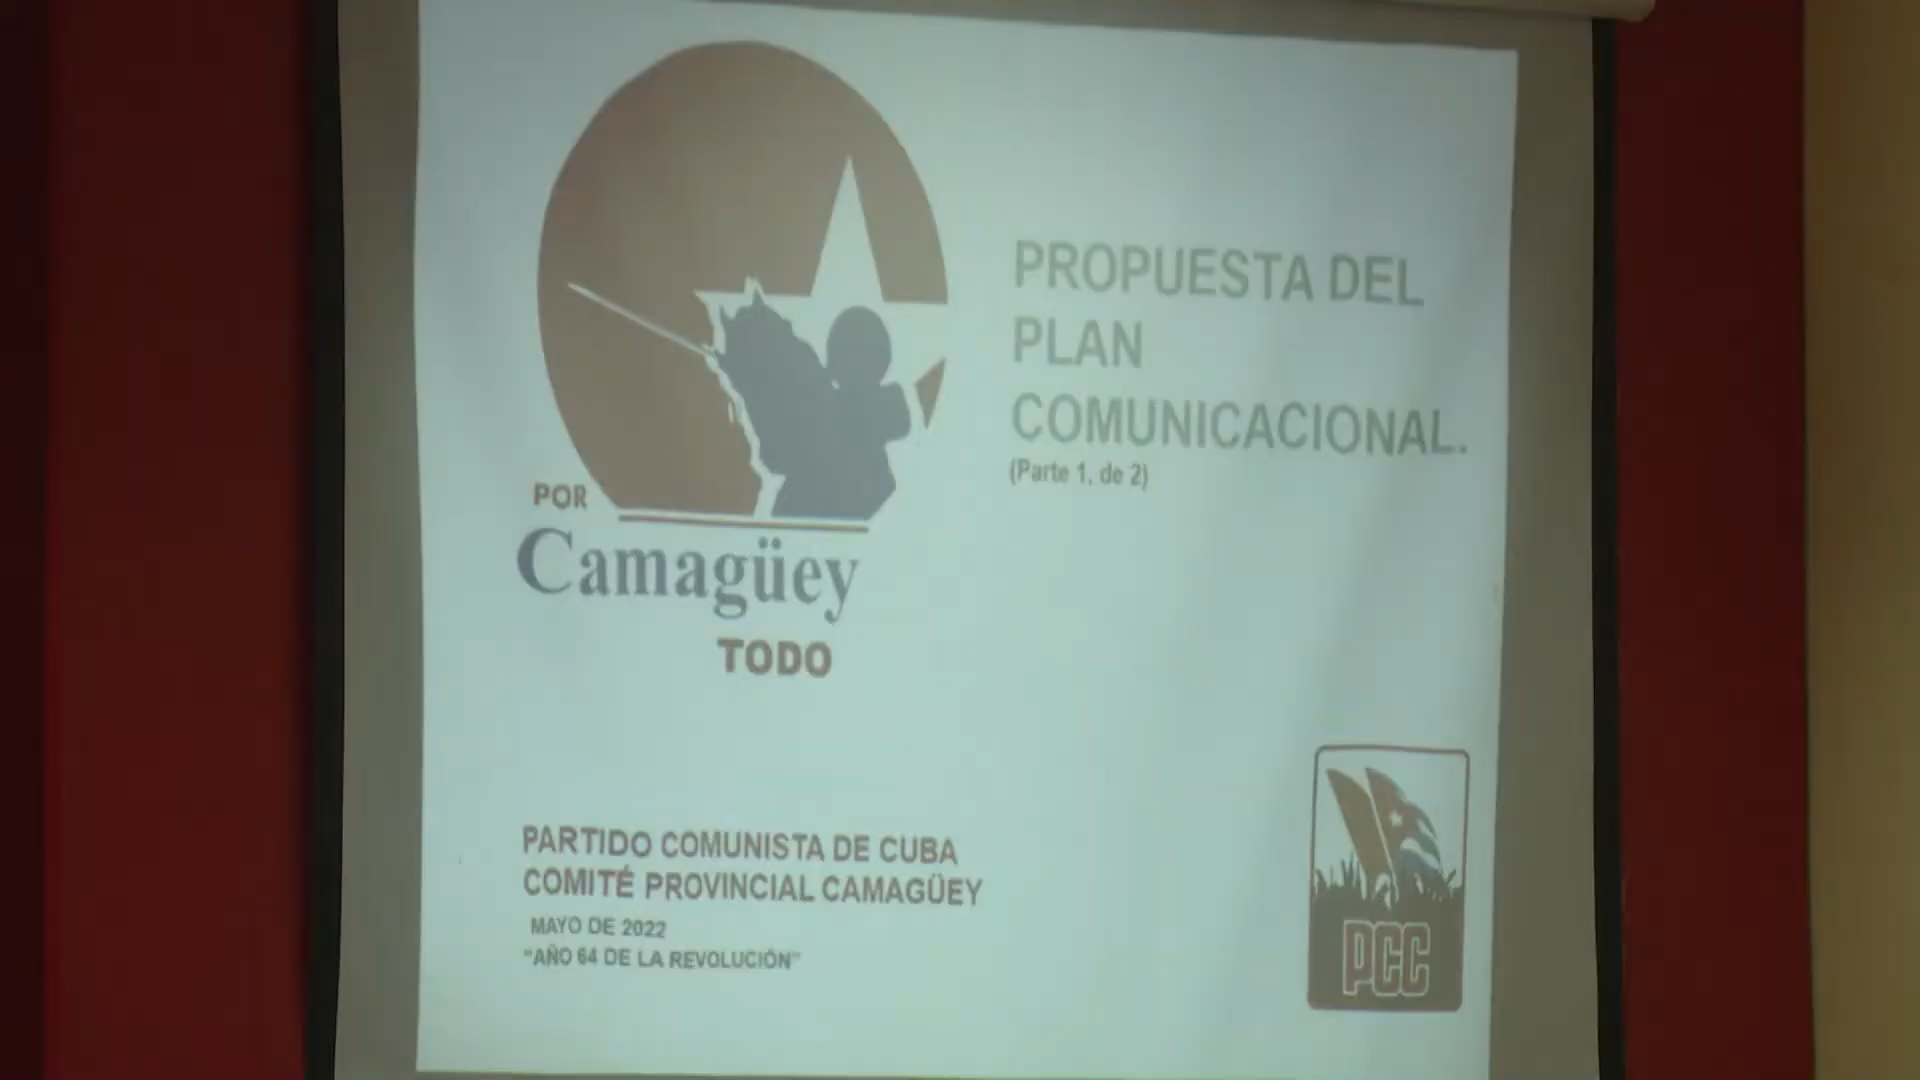 PROPUESTA DEL
PLAN
COMUNICACIONAL.
(Parte 1, de 2)
POR
Camagüey
TODO
PARTIDO COMUNISTA DE CUBA
COMITÉ PROVINCIAL CAMAGÜEY
MAYO DE 2022
"AÑO 64 DE LA REVOLUCIÓN"
PCC